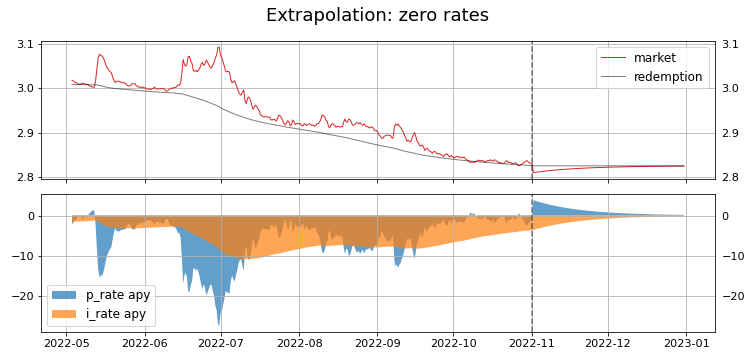 Extrapolation: zero rates
3.1
3.0
2.9
2.8
3.1
3.0
2.9
2.8
market
redemption
0
−10
−20
0
−10
−20
p_rate apy
i_rate apy
2022-05 2022-06 2022-07 2022-08 2022-09 2022-10 2022-11 2022-12 2023-01